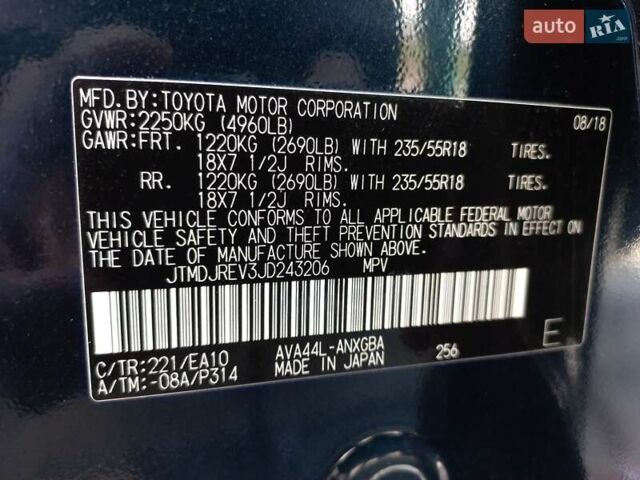 auto RIA .com
MFD.BY:TOYOTA MOTOR CORPORATION 08/18
GVWR:2250KG (4960LB)
GAWR:FRT. 1220KG (2690LB) WITH 235/55R18 TIRES.
18X7 1/2J RIMS.
RR. 1220KG (2690LB) WITH 235/55R18 TIRES.
18X7 1/2J RIMS.
THIS VEHICLE CONFORMS TO ALL APPLICABLE FEDERAL MOTOR
VEHICLE SAFETY AND THEFT PREVENTION STANDARDS IN EFFECT ON
THE DATE OF MANUFACTURE SHOWN ABOVE.
JTMDJREV3JD243206 MPV
C/TR:221/EA10 AVA44L-ANXGBA 256 E
A/TM:-08A/P314 MADE IN JAPAN